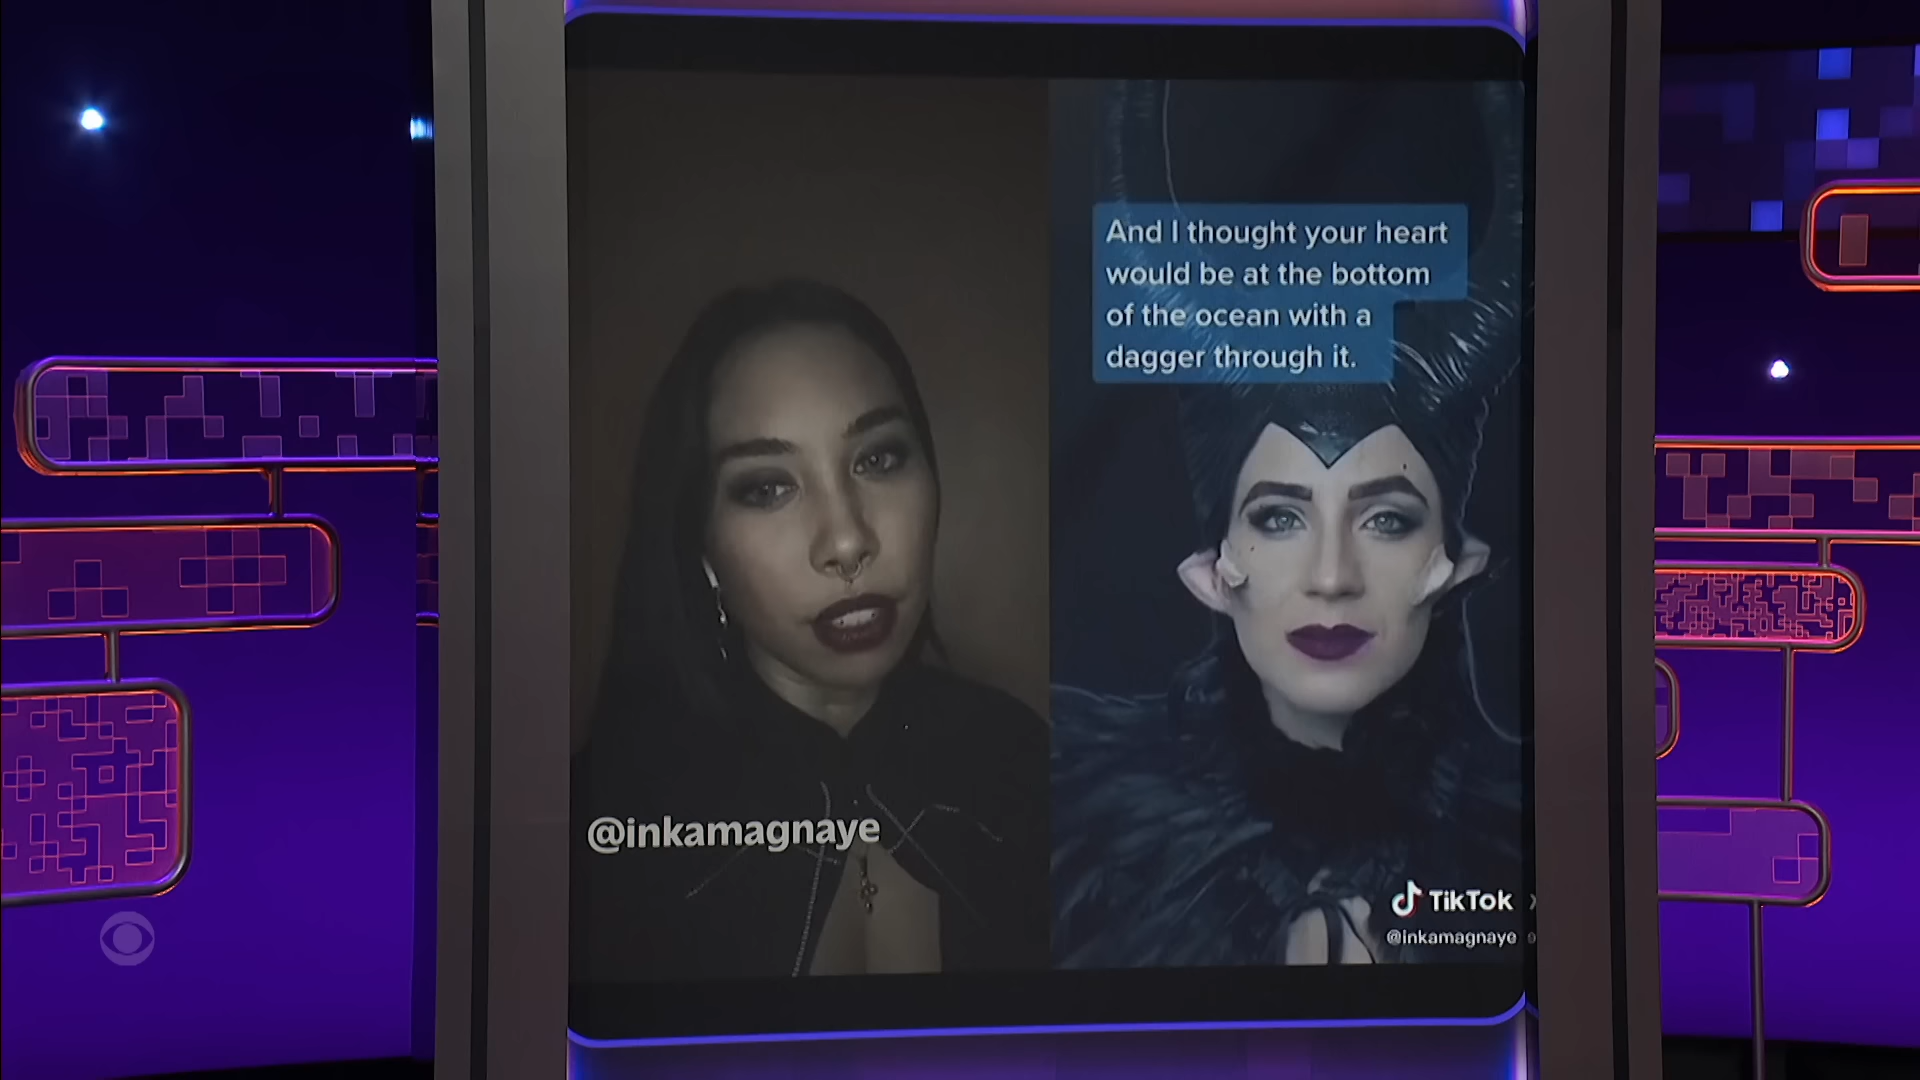 And I thought your heart
would be at the bottom
of the ocean with a
dagger through it.
@inkamagnaye
TikTok
@inkamagnaye